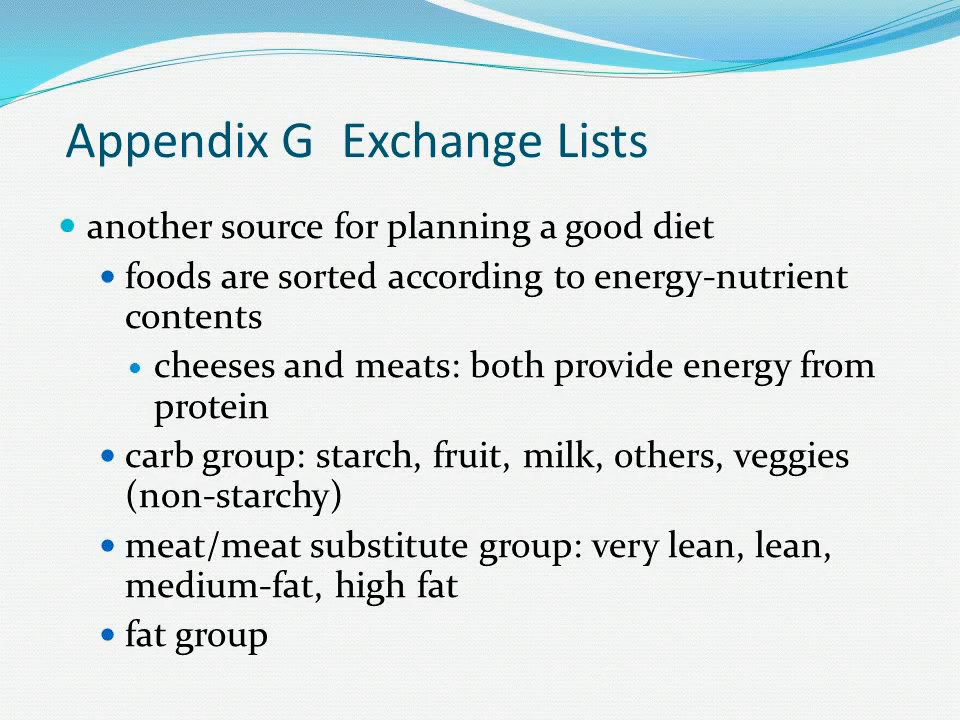 Appendix G  Exchange Lists
another source for planning a good diet
foods are sorted according to energy-nutrient
contents
cheeses and meats: both provide energy from
protein
carb group: starch, fruit, milk, others, veggies
(non-starchy)
meat/meat substitute group: very lean, lean,
medium-fat, high fat
fat group